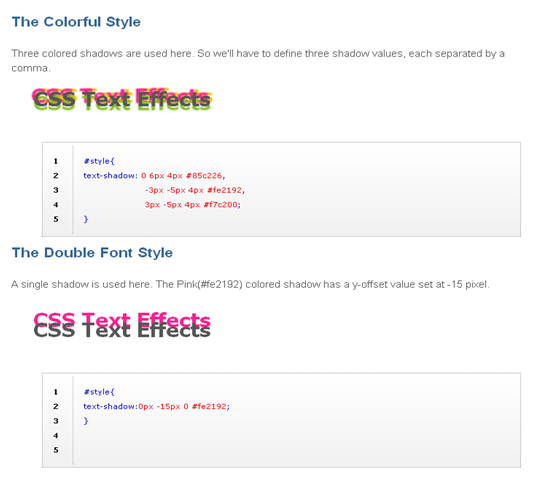 The Colorful Style
Three colored shadows are used here. So we'll have to define three shadow values, each separated by a
comma.
CSS Text Effects
1 #style{
2 text-shadow: 0 6px 4px #85c226,
3 -3px -5px 4px #fe2192,
4 3px -5px 4px #f7c200;
5 }
The Double Font Style
A single shadow is used here. The Pink(#fe2192) colored shadow has a y-offset value set at -15 pixel.
CSS Text Effects
CSS Text Effects
1 #style{
2 text-shadow:0px -15px 0 #fe2192;
3 }
4
5